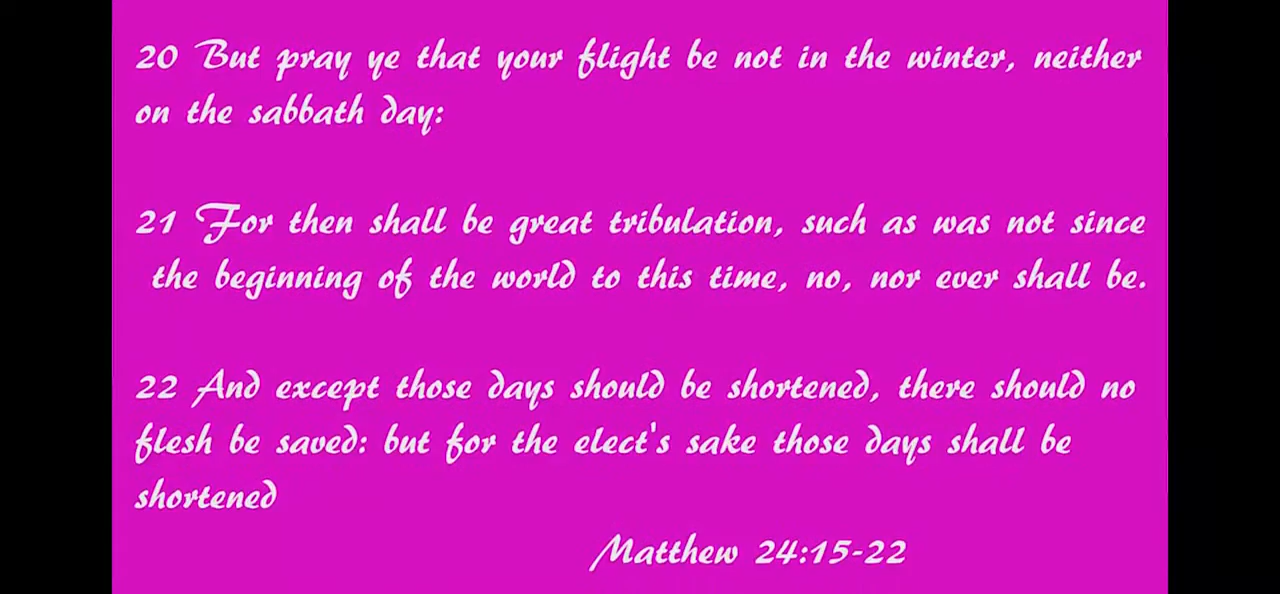 20 But pray ye that your flight be not in the winter, neither
on the sabbath day:
21 For then shall be great tribulation, such as was not since
the beginning of the world to this time, no, nor ever shall be.
22 And except those days should be shortened, there should no
flesh be saved: but for the elect's sake those days shall be
shortened
Matthew 24:15-22